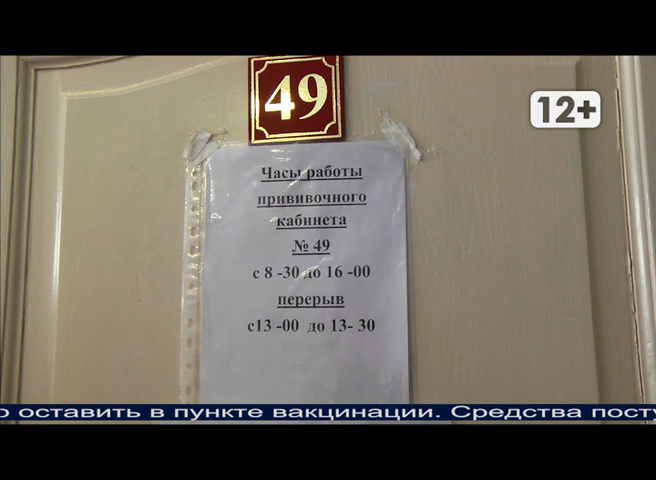 49
12+
Часы работы
прививочного
кабинета
№ 49
с 8 -30 до 16 -00
перерыв
с13 -00 до 13- 30
оставить в пункте вакцинации. Средства